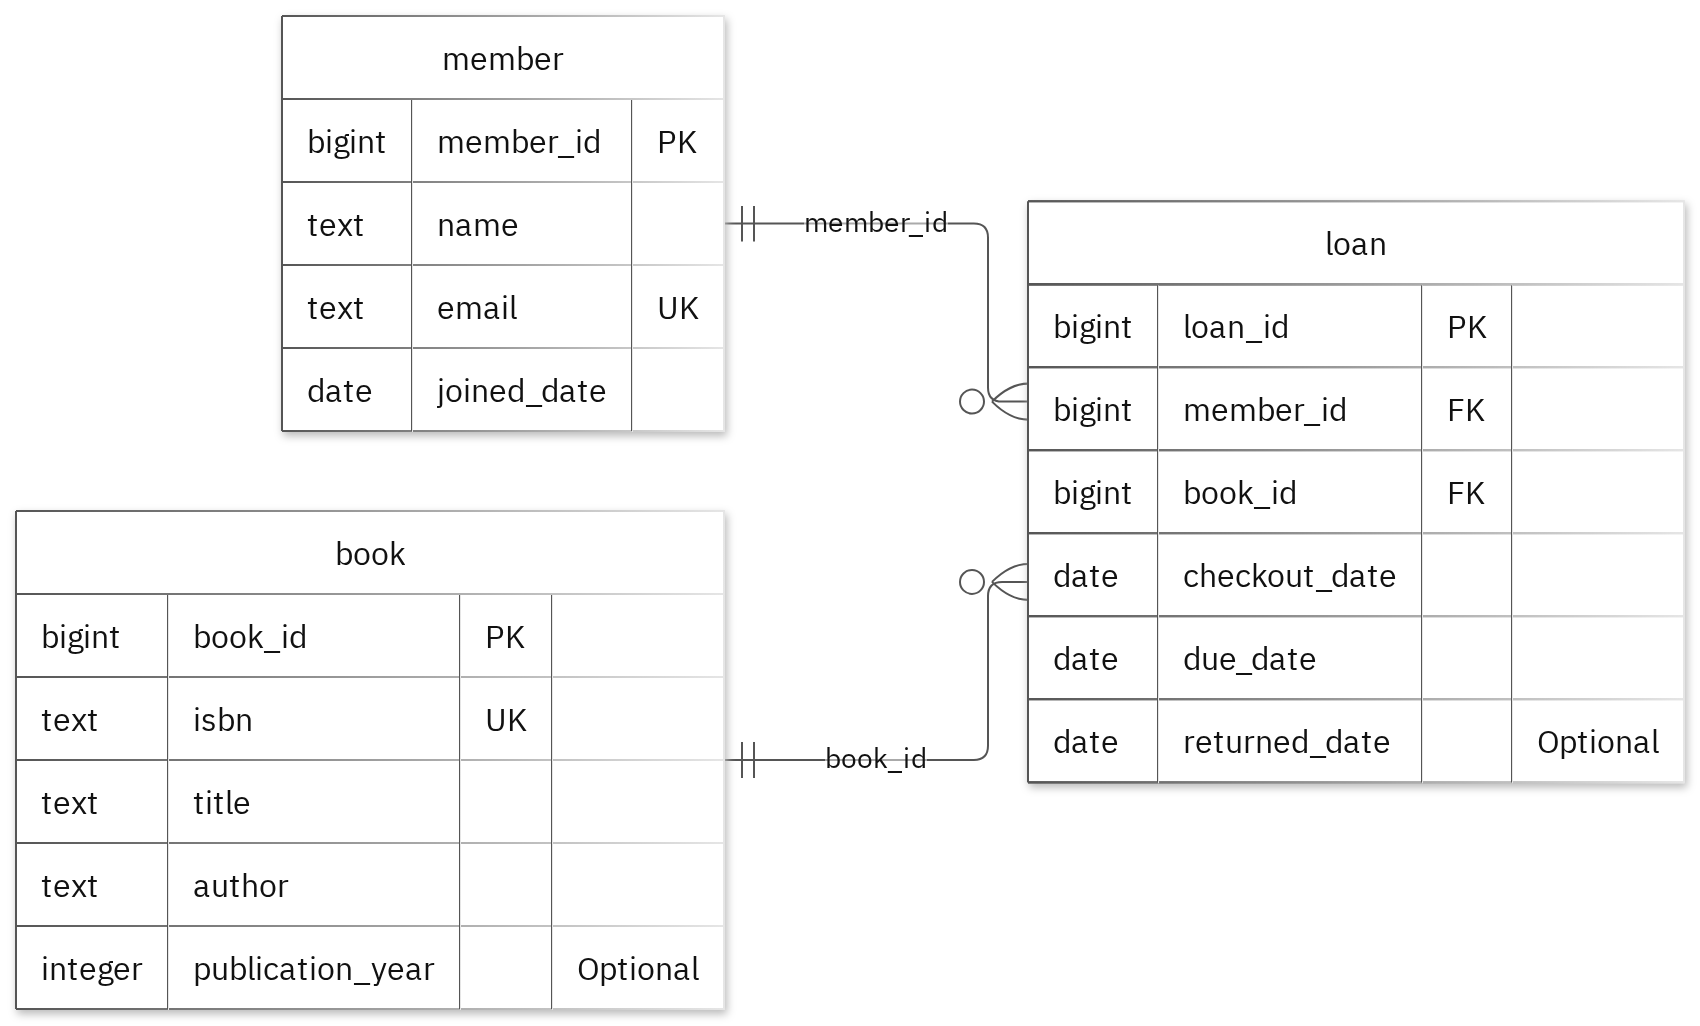 member
bigint member_id PK
text name
text email UK
date joined_date
member_id
loan
bigint loan_id PK
bigint member_id FK
bigint book_id FK
date checkout_date
date due_date
date returned_date Optional
book
bigint book_id PK
text isbn UK
text title
text author
integer publication_year Optional
book_id